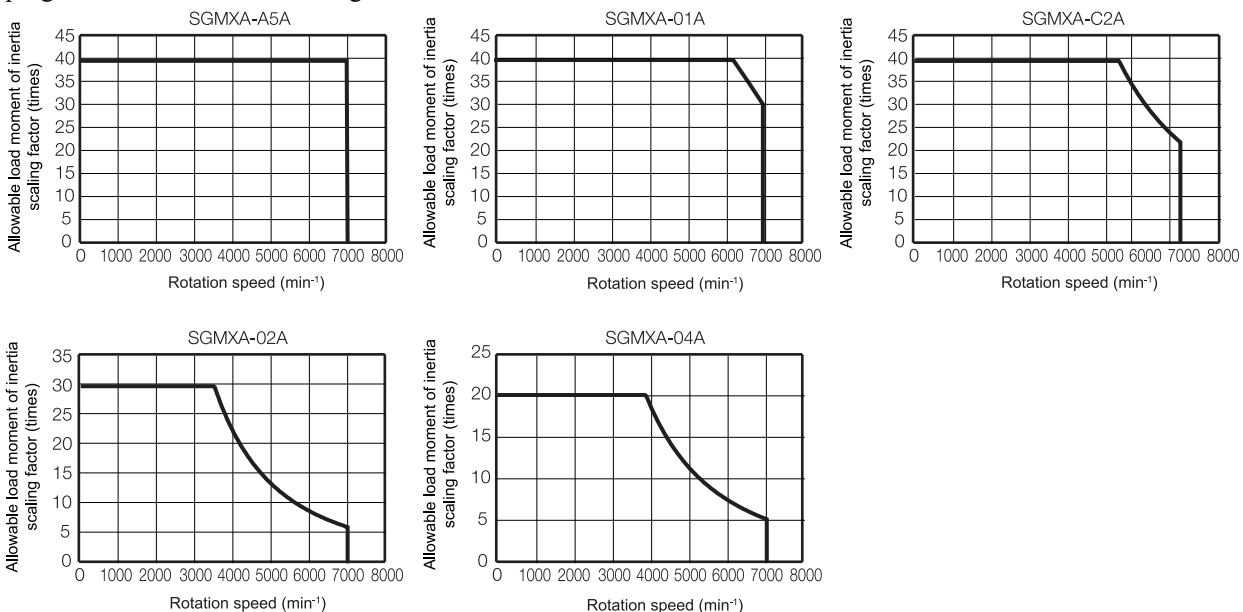 SGMXA-A5A
45
40
35
30
25
20
15
10
5
0
Allowable load moment of inertia
scaling factor (times)
0 1000 2000 3000 4000 5000 6000 7000 8000
Rotation speed (min-1)
SGMXA-01A
45
40
35
30
25
20
15
10
5
0
Allowable load moment of inertia
scaling factor (times)
0 1000 2000 3000 4000 5000 6000 7000 8000
Rotation speed (min-1)
SGMXA-C2A
45
40
35
30
25
20
15
10
5
0
Allowable load moment of inertia
scaling factor (times)
0 1000 2000 3000 4000 5000 6000 7000 8000
Rotation speed (min-1)
SGMXA-02A
35
30
25
20
15
10
5
0
Allowable load moment of inertia
scaling factor (times)
0 1000 2000 3000 4000 5000 6000 7000 8000
Rotation speed (min-1)
SGMXA-04A
25
20
15
10
5
0
Allowable load moment of inertia
scaling factor (times)
0 1000 2000 3000 4000 5000 6000 7000 8000
Rotation speed (min-1)